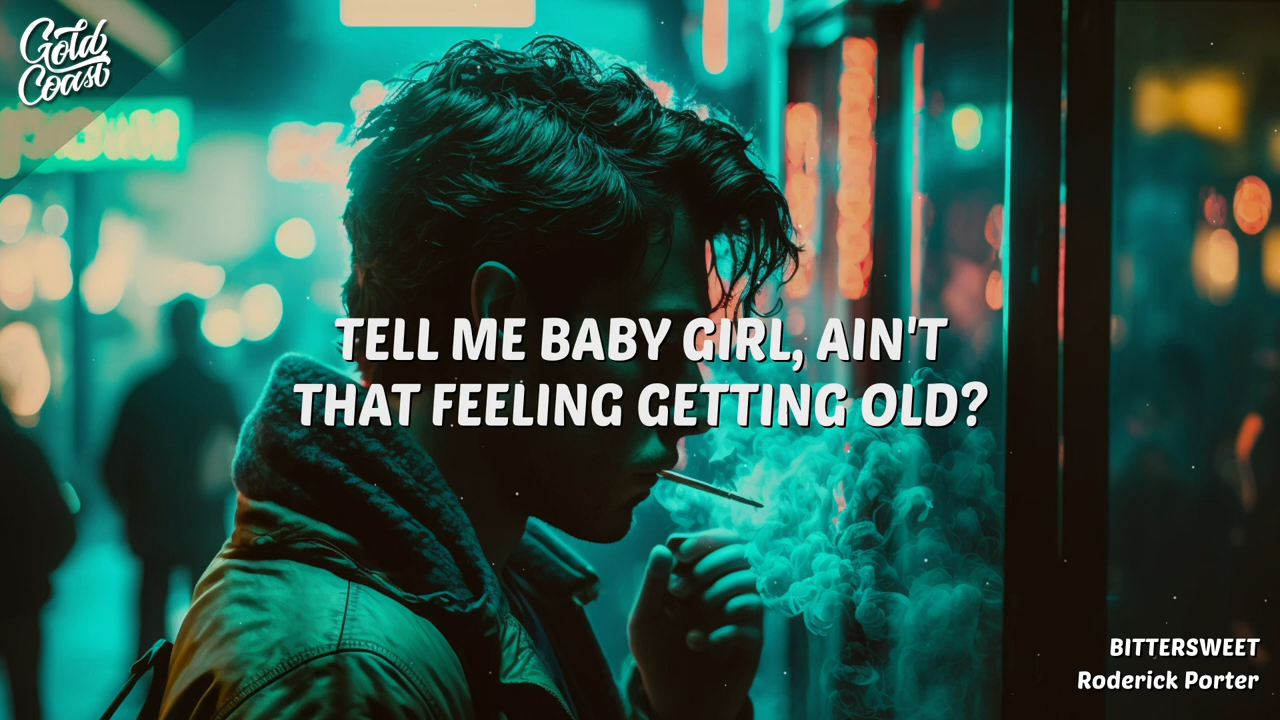 Gold
Coast
TELL ME BABY GIRL, AIN'T
THAT FEELING GETTING OLD?
BITTERSWEET
Roderick Porter